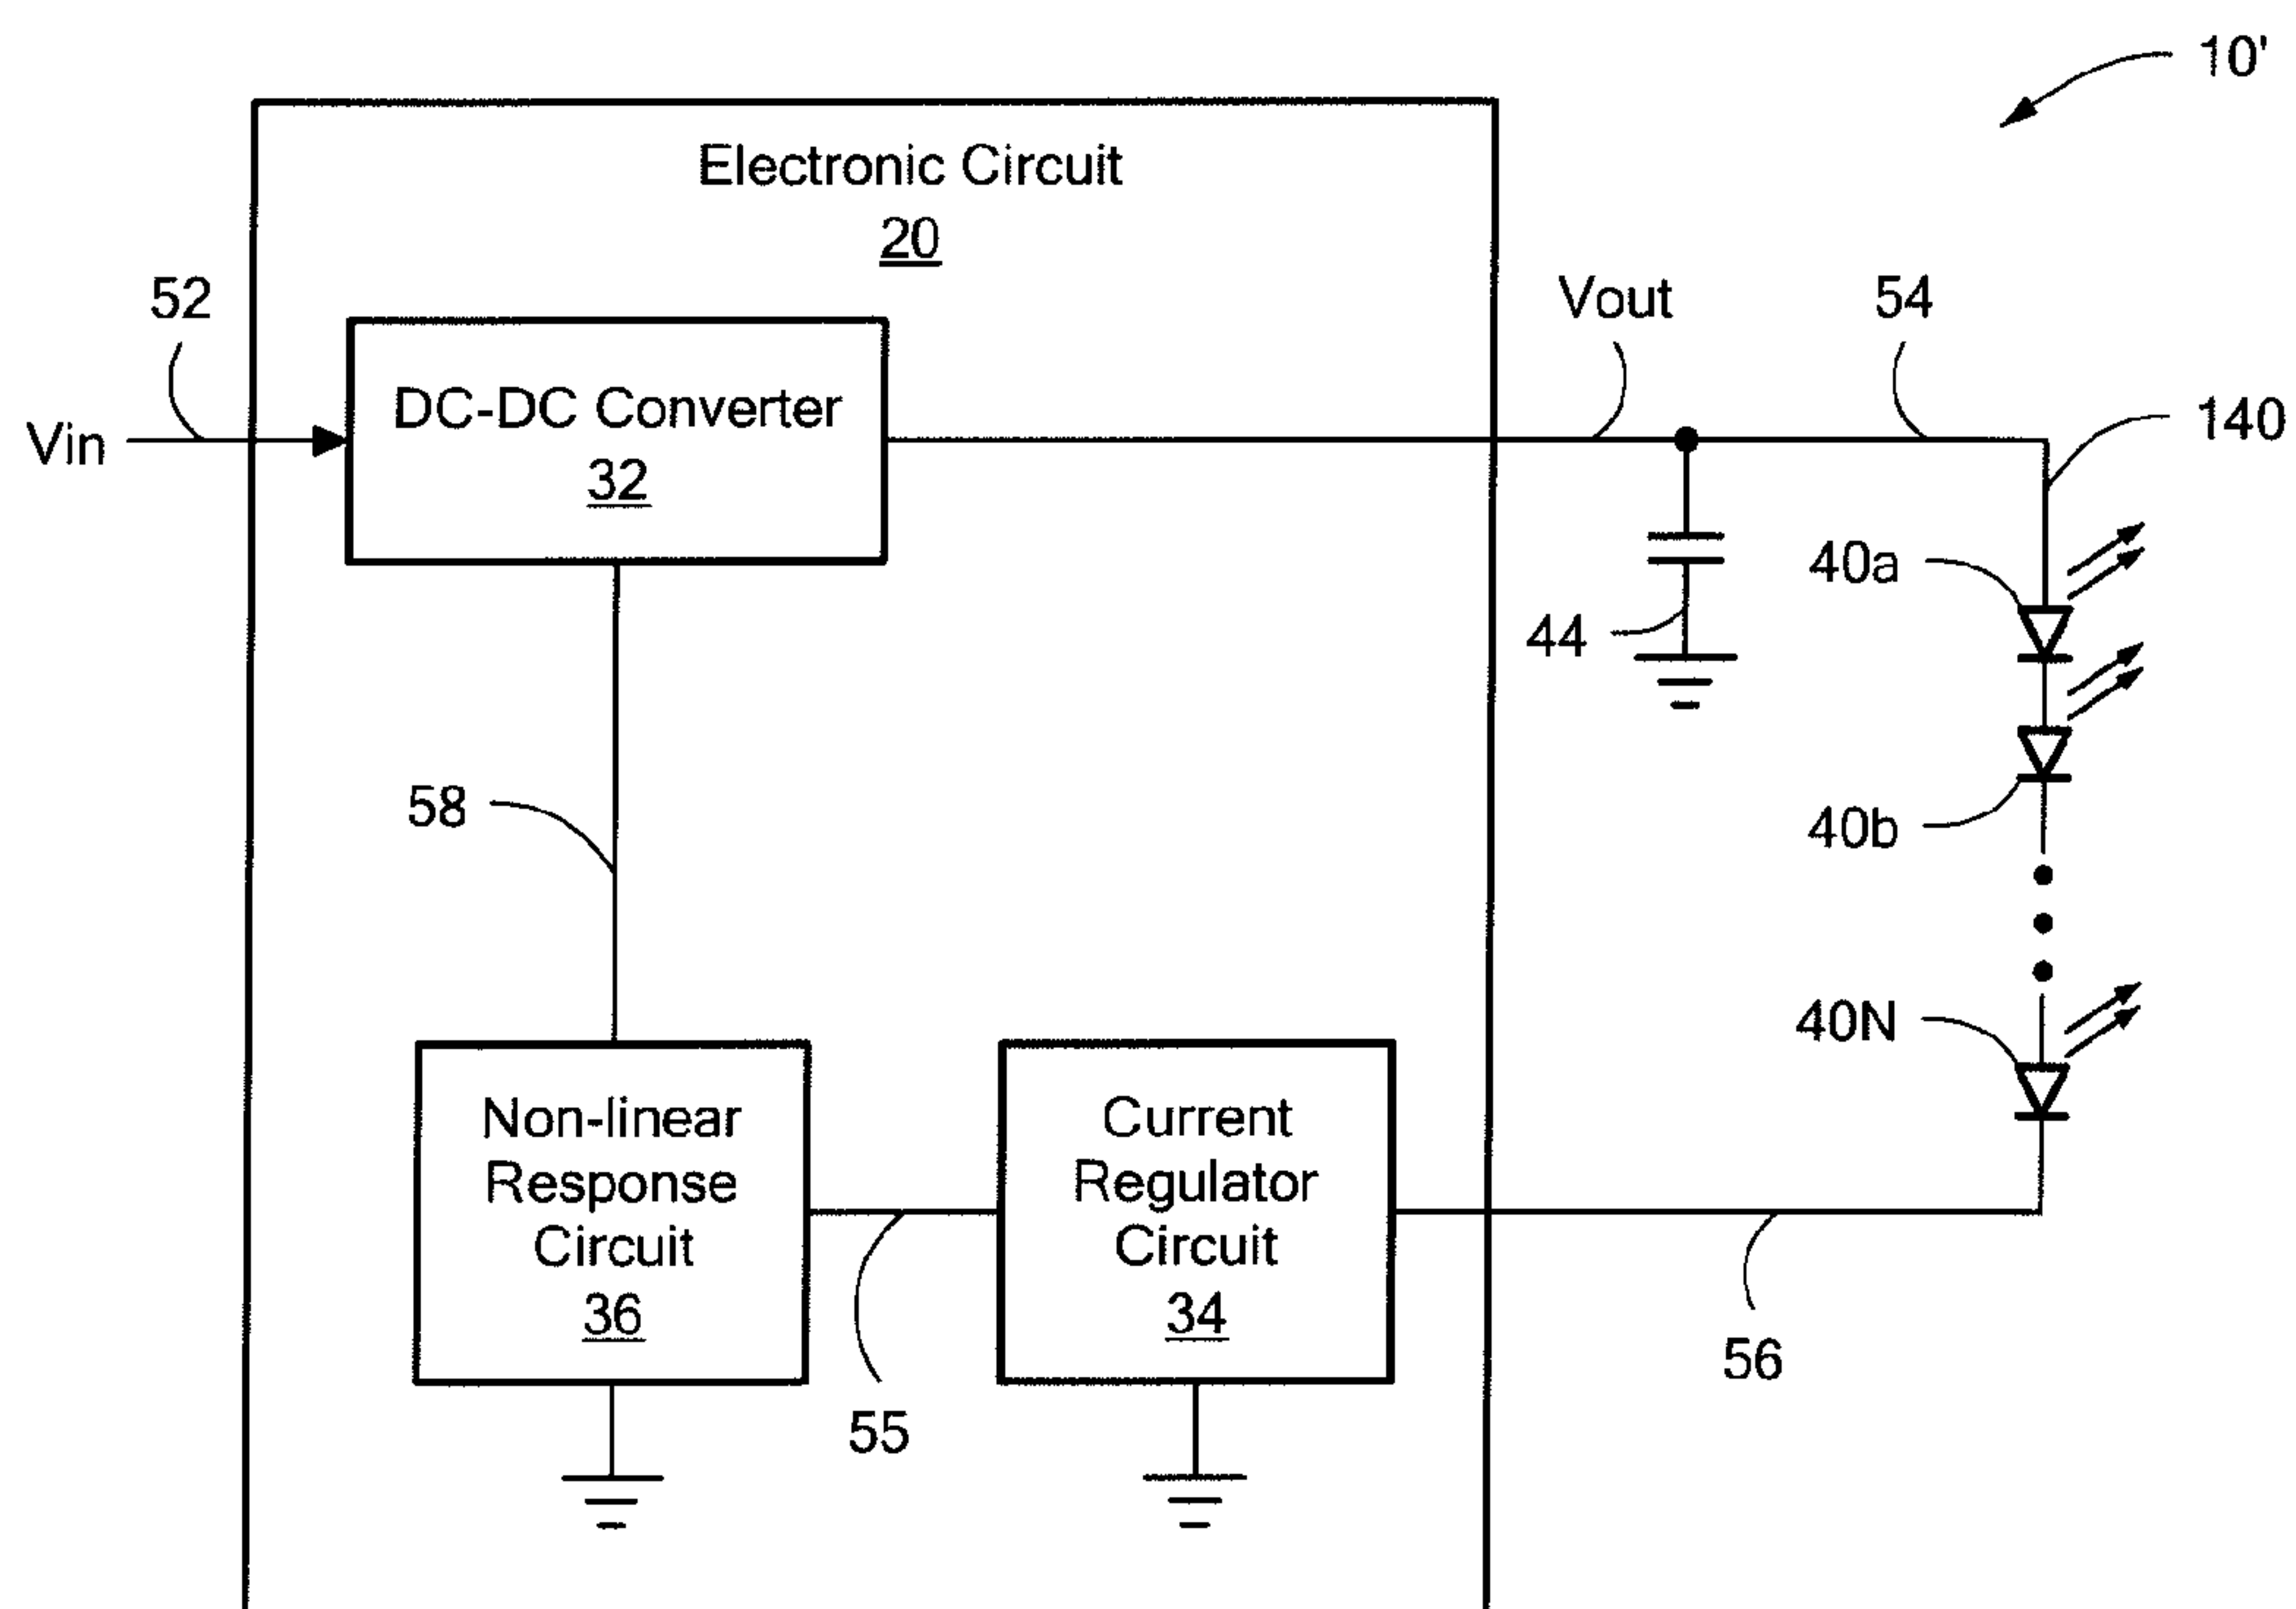 10'
Electronic Circuit
20
52
Vout
54
Vin
DC-DC Converter
32
140
40a
44
58
40b
40N
Non-linear
Response
Circuit
36
Current
Regulator
Circuit
34
55
56